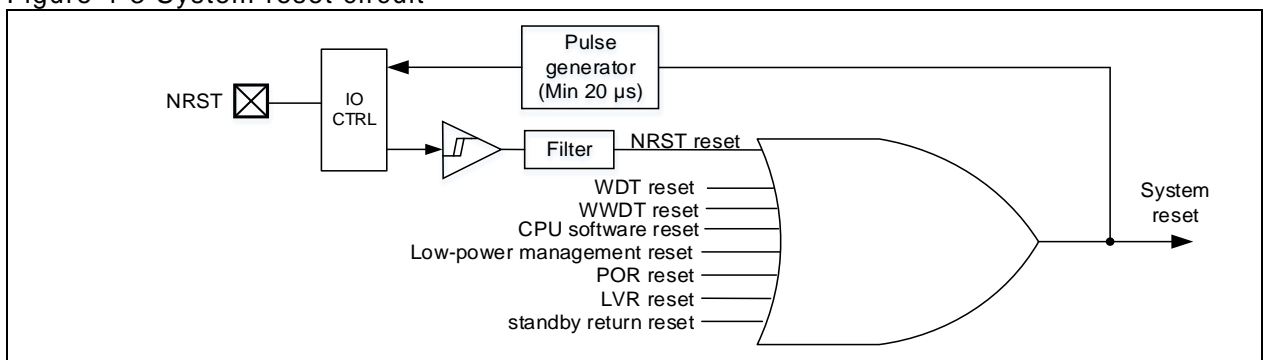 Figure 4-3 System reset circuit
Pulse
generator
(Min 20 µs)
NRST
IO
CTRL
Filter
NRST reset
WDT reset
WWDT reset
CPU software reset
Low-power management reset
POR reset
LVR reset
standby return reset
System
reset